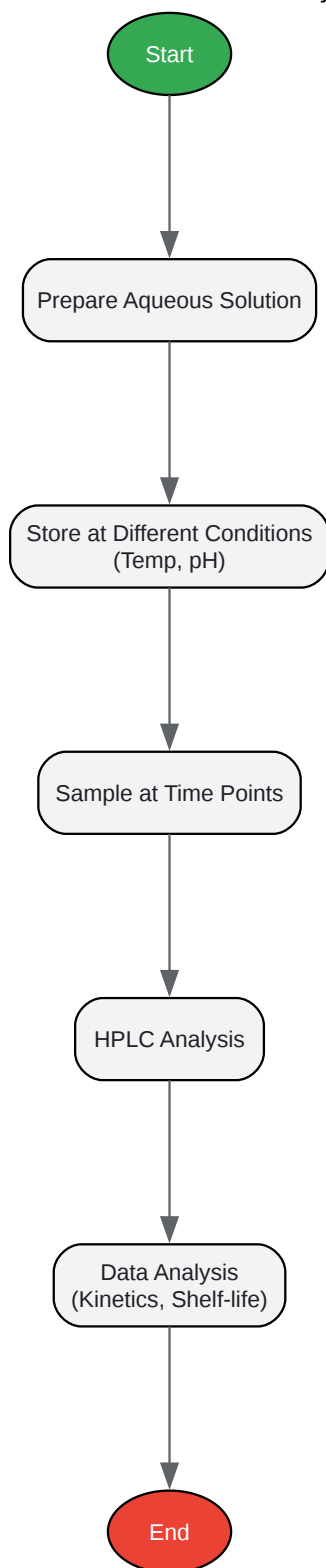 Start
Prepare Aqueous Solution
Store at Different Conditions
(Temp, pH)
Sample at Time Points
HPLC Analysis
Data Analysis
(Kinetics, Shelf-life)
End